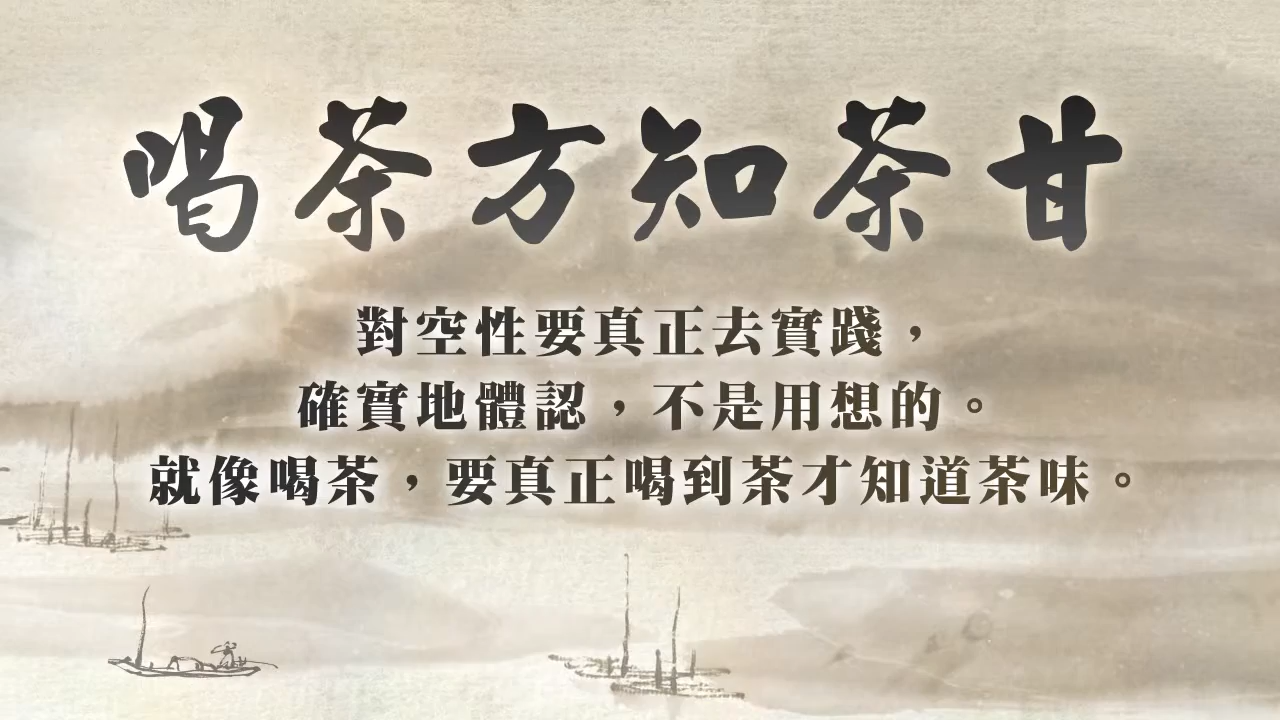 喝茶方知茶甘
對空性要真正去實踐，
確實地體認，不是用想的。
就像喝茶，要真正喝到茶才知道茶味。